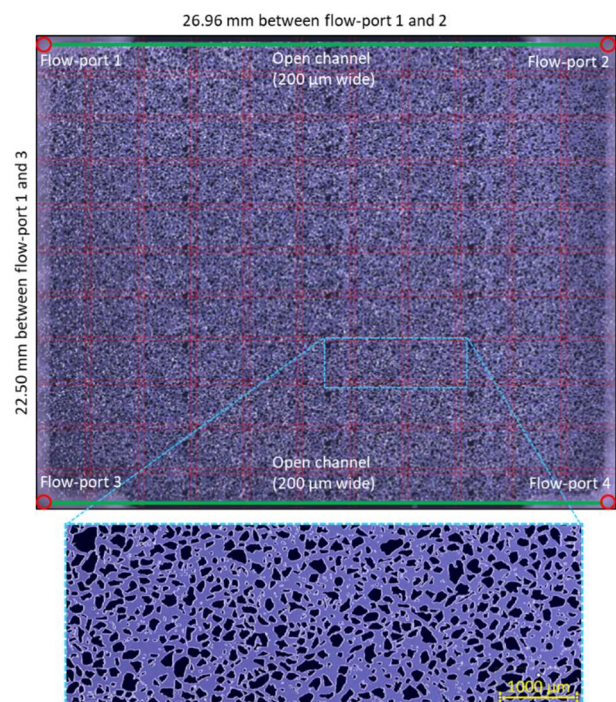 26.96 mm between flow-port 1 and 2
Flow-port 1
Open channel
(200 µm wide)
Flow-port 2
22.50 mm between flow-port 1 and 3
Flow-port 3
Open channel
(200 µm wide)
Flow-port 4
1000 µm